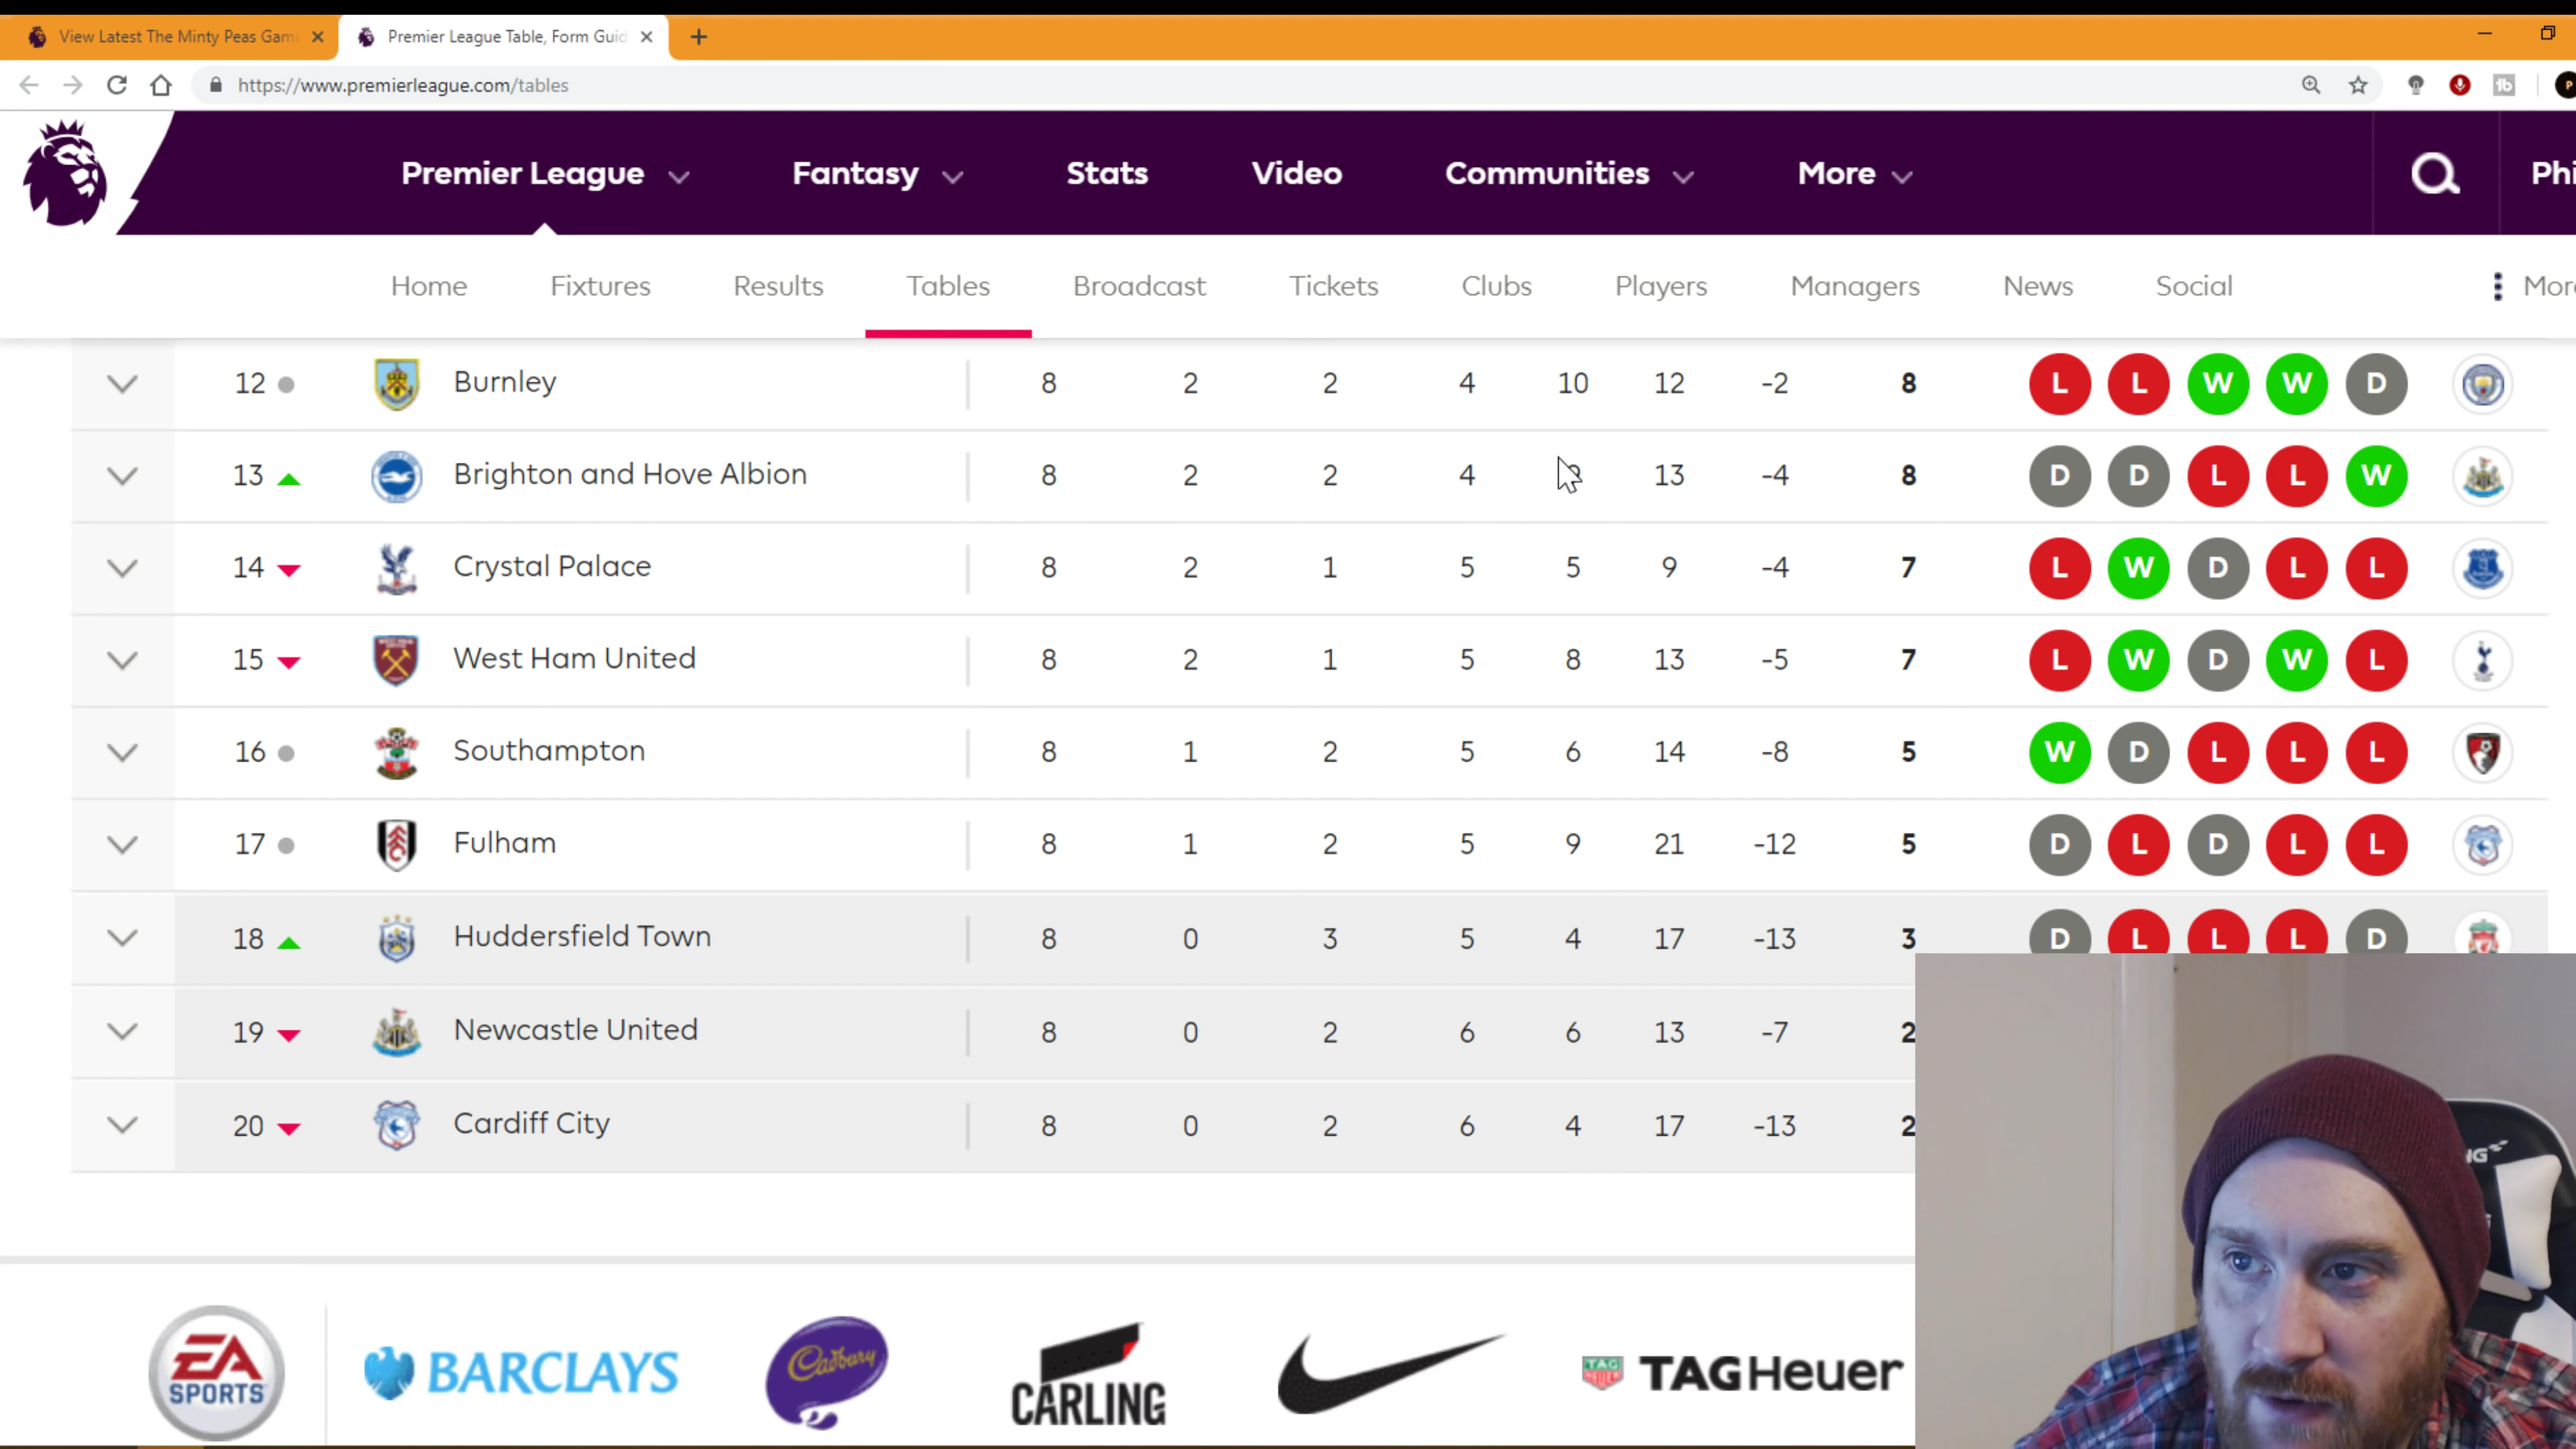 View Latest The Minty Peas Gam
Premier League Table, Form Guid
https://www.premierleague.com/tables
Premier League Fantasy Stats Video Communities More Phi
Home Fixtures Results Tables Broadcast Tickets Clubs Players Managers News Social Mor
12 Burnley 8 2 2 4 10 12 -2 8 L L W W D
13 Brighton and Hove Albion 8 2 2 4 13 -4 8 D D L L W
14 Crystal Palace 8 2 1 5 5 9 -4 7 L W D L L
15 West Ham United 8 2 1 5 8 13 -5 7 L W D W L
16 Southampton 8 1 2 5 6 14 -8 5 W D L L L
17 Fulham 8 1 2 5 9 21 -12 5 D L D L L
18 Huddersfield Town 8 0 3 5 4 17 -13 3 D L L L D
19 Newcastle United 8 0 2 6 6 13 -7 2
20 Cardiff City 8 0 2 6 4 17 -13 2
EA SPORTS BARCLAYS Cadbury CARLING TAG HEUER TAGHeuer